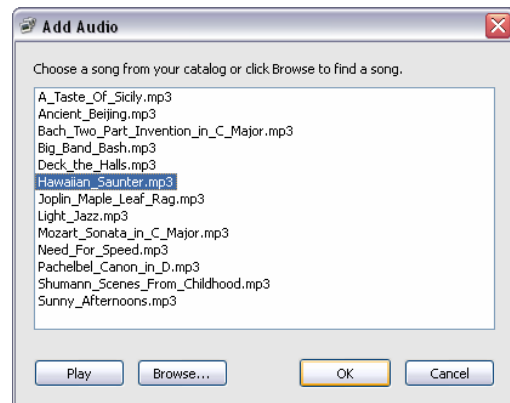 Add Audio
Choose a song from your catalog or click Browse to find a song.
A_Taste_Of_Sicily.mp3
Ancient_Beijing.mp3
Bach_Two_Part_Invention_in_C_Major.mp3
Big_Band_Bash.mp3
Deck_the_Halls.mp3
Hawaiian_Saunter.mp3
Joplin_Maple_Leaf_Rag.mp3
Light_Jazz.mp3
Mozart_Sonata_in_C_Major.mp3
Need_For_Speed.mp3
Pachelbel_Canon_in_D.mp3
Shumann_Scenes_From_Childhood.mp3
Sunny_Afternoons.mp3
Play Browse... OK Cancel